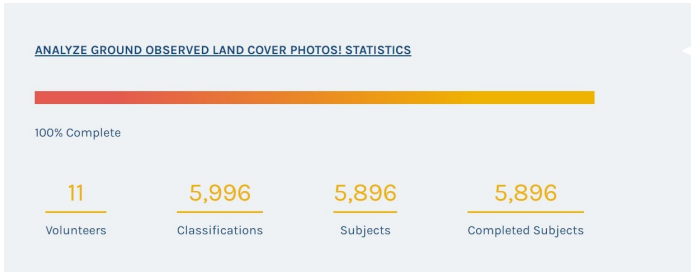 ANALYZE GROUND OBSERVED LAND COVER PHOTOS! STATISTICS
100% Complete
11 5,996 5,896 5,896
Volunteers Classifications Subjects Completed Subjects